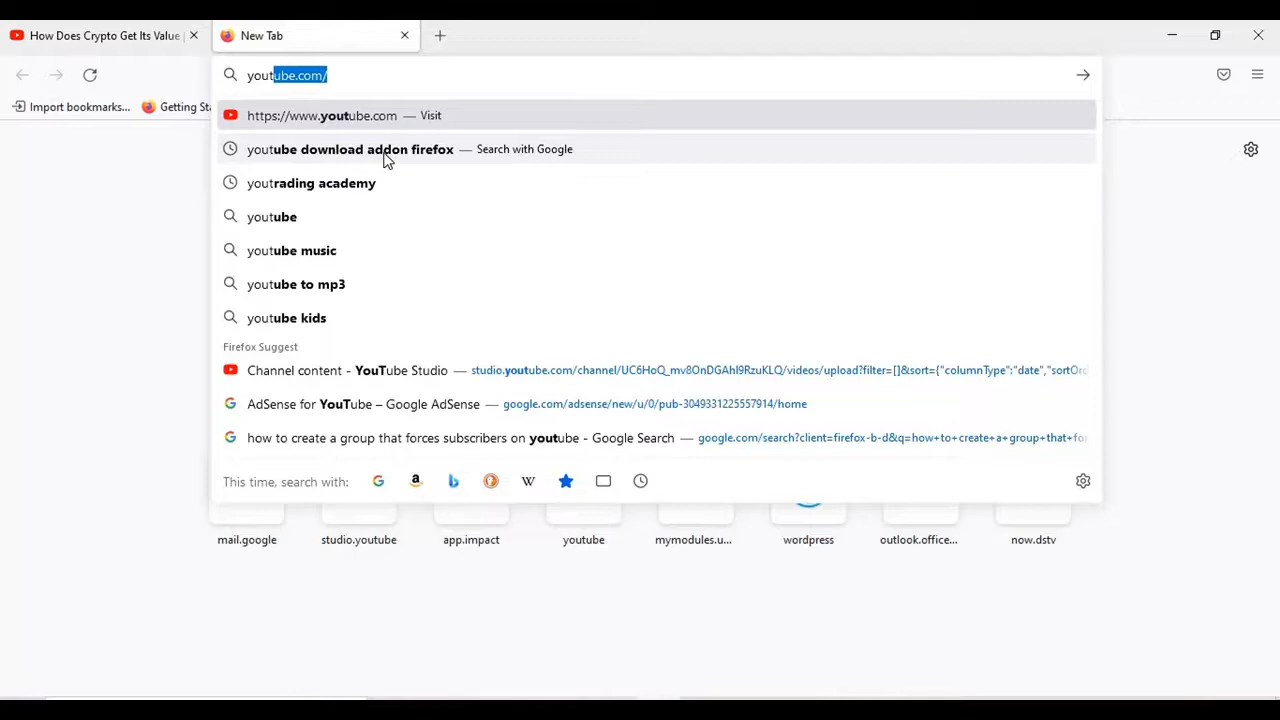 How Does Crypto Get Its Value
New Tab
youtube.com/
Import bookmarks...
Getting Sta
https://www.youtube.com — Visit
youtube download addon firefox — Search with Google
youtrading academy
youtube
youtube music
youtube to mp3
youtube kids
Firefox Suggest
Channel content - YouTube Studio — studio.youtube.com/channel/UC6HoQ_mv8OnDGAhI9RzuKLQ/videos/upload?filter=[]&sort={"columnType":"date","sortOrd
AdSense for YouTube – Google AdSense — google.com/adsense/new/u/0/pub-3049331225557914/home
how to create a group that forces subscribers on youtube - Google Search — google.com/search?client=firefox-b-d&q=how+to+create+a+group+that+for
This time, search with:
mail.google
studio.youtube
app.impact
youtube
mymodules.u...
wordpress
outlook.office...
now.dstv